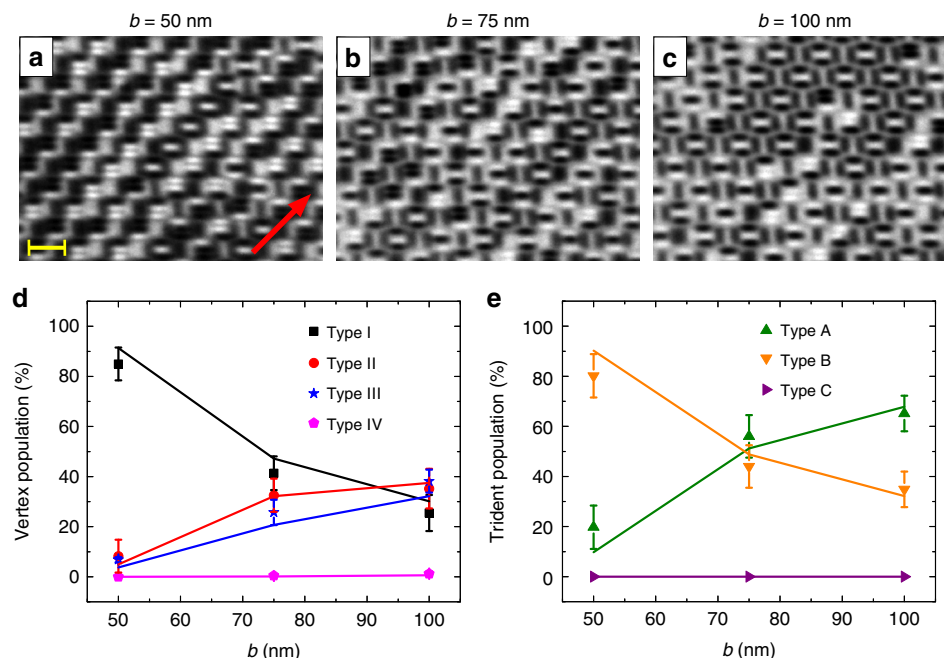 b = 50 nm
b = 75 nm
b = 100 nm
a
b
c
d
e
Vertex population (%)
100
80
60
40
20
0
50 60 70 80 90 100
b (nm)
Type I
Type II
Type III
Type IV
Trident population (%)
100
80
60
40
20
0
50 60 70 80 90 100
b (nm)
Type A
Type B
Type C